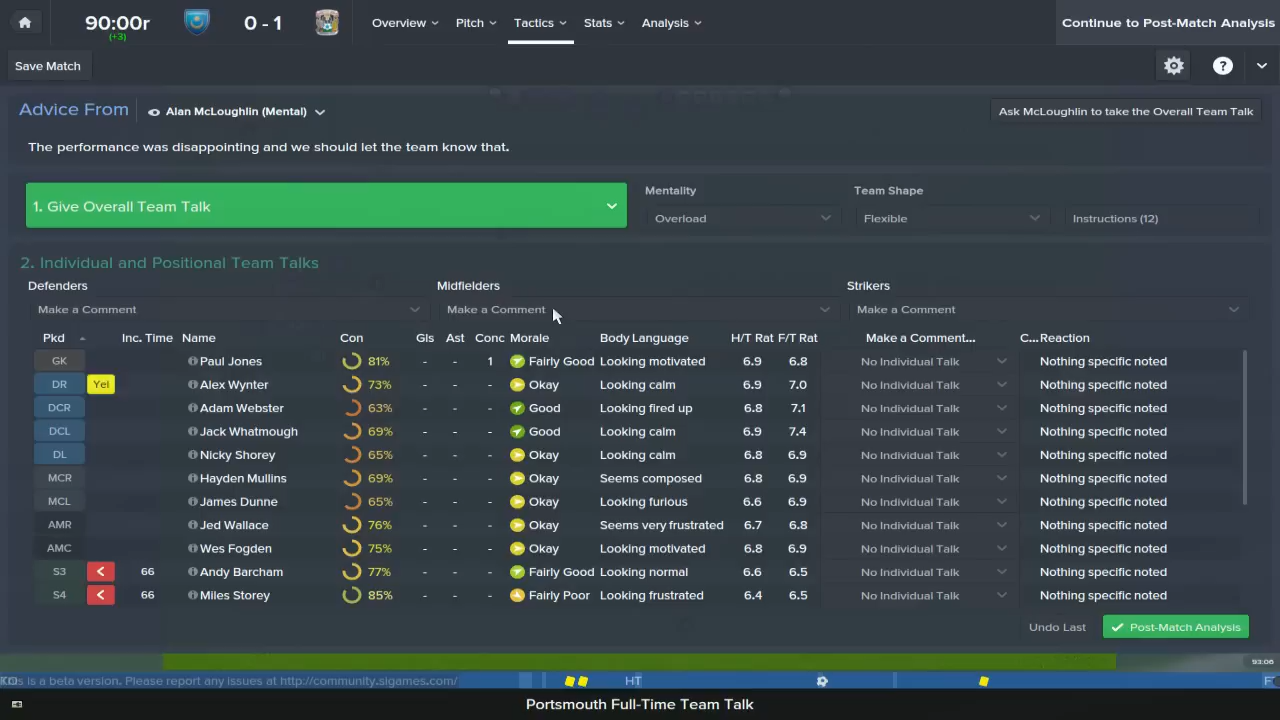 90:00r
(+3)
0 - 1
Overview
Pitch
Tactics
Stats
Analysis
Continue to Post-Match Analysis
Save Match
?
Advice From
Alan McLoughlin (Mental)
Ask McLoughlin to take the Overall Team Talk
The performance was disappointing and we should let the team know that.
1. Give Overall Team Talk
Mentality
Overload
Team Shape
Flexible
Instructions (12)
2. Individual and Positional Team Talks
Defenders
Midfielders
Strikers
Make a Comment
Make a Comment
Make a Comment
Pkd Inc. Time Name Con Gls Ast Conc Morale Body Language H/T Rat F/T Rat Make a Comment... C... Reaction
GK Paul Jones 81% - - 1 Fairly Good Looking motivated 6.9 6.8 No Individual Talk Nothing specific noted
DR Yel Alex Wynter 73% - - - Okay Looking calm 6.9 7.0 No Individual Talk Nothing specific noted
DCR Adam Webster 63% - - - Good Looking fired up 6.8 7.1 No Individual Talk Nothing specific noted
DCL Jack Whatmough 69% - - - Good Looking calm 6.9 7.4 No Individual Talk Nothing specific noted
DL Nicky Shorey 65% - - - Okay Looking calm 6.8 6.9 No Individual Talk Nothing specific noted
MCR Hayden Mullins 69% - - - Okay Seems composed 6.8 6.9 No Individual Talk Nothing specific noted
MCL James Dunne 65% - - - Okay Looking furious 6.6 6.9 No Individual Talk Nothing specific noted
AMR Jed Wallace 76% - - - Okay Seems very frustrated 6.7 6.8 No Individual Talk Nothing specific noted
AMC Wes Fogden 75% - - - Okay Looking motivated 6.8 6.9 No Individual Talk Nothing specific noted
S3 < 66 Andy Barcham 77% - - - Fairly Good Looking normal 6.6 6.5 No Individual Talk Nothing specific noted
S4 < 66 Miles Storey 85% - - - Fairly Poor Looking frustrated 6.4 6.5 No Individual Talk Nothing specific noted
Undo Last
Post-Match Analysis
93:06
is a beta version. Please report any issues at http://community.sigames.com/
HT
Portsmouth Full-Time Team Talk